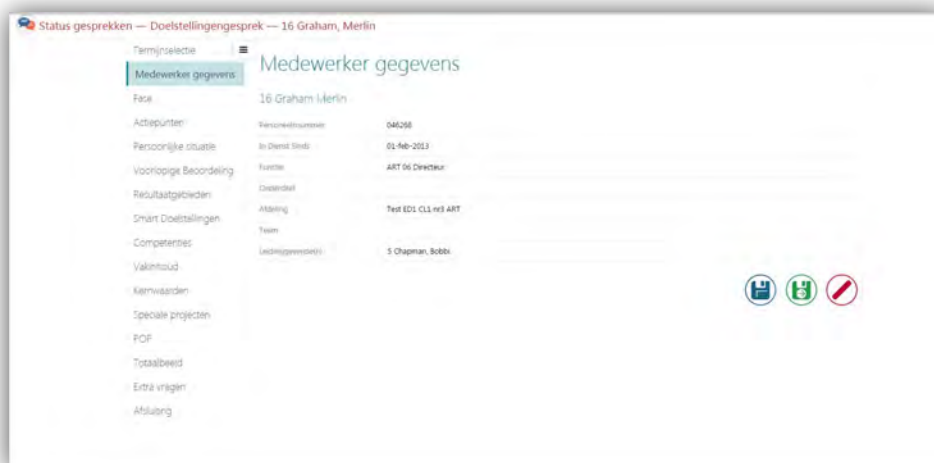 Status gesprekken — Doelstellingengesprek — 16 Graham, Merlin
Termijnselectie
Medewerker gegevens
Fase
Actiepunten
Persoonlijke situatie
Voorlopige Beoordeling
Resultaatgebieden
Smart Doelstellingen
Competenties
Vakinhoud
Kernwaarden
Speciale projecten
POP
Totaalbeeld
Extra vragen
Afsluiting
Medewerker gegevens
16 Graham Merlin
Personeelsnummer 046268
In Dienst Sinds 01-feb-2013
Functie ART 06 Directeur
Onderdeel
Afdeling Test ED1 CL1 nr3 ART
Team
Leidinggevende(n) 5 Chapman, Bobbi